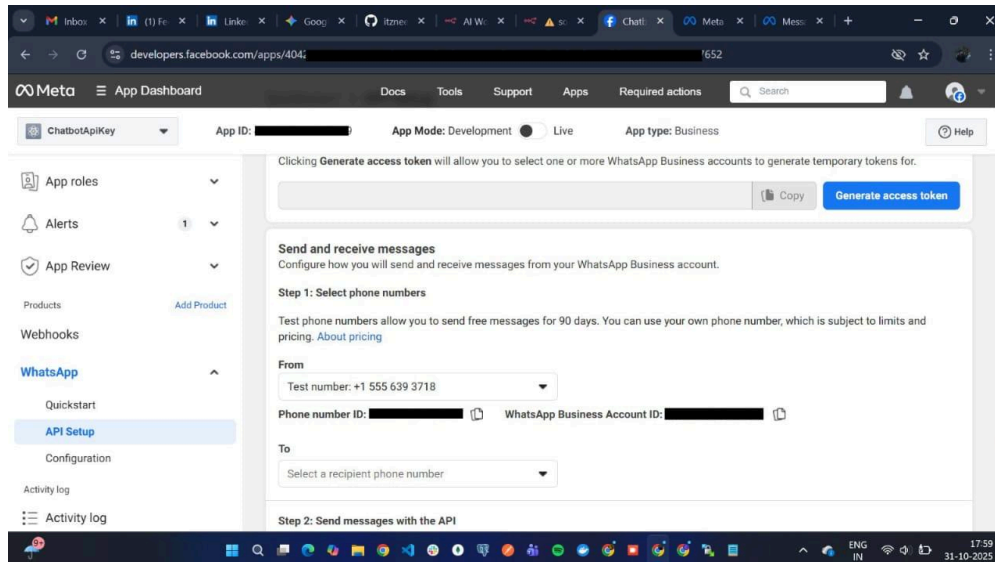 Inbox
(1) Fe
Linke
Goog
itznee
AI Wo
Chatb
Meta
Mess
developers.facebook.com/apps/404
652
Meta
App Dashboard
Docs Tools Support Apps Required actions Search
ChatbotApiKey App ID: App Mode: Development Live App type: Business Help
Clicking Generate access token will allow you to select one or more WhatsApp Business accounts to generate temporary tokens for.
Copy Generate access token
App roles
Alerts 1
App Review
Products Add Product
Webhooks
WhatsApp
Quickstart
API Setup
Configuration
Activity log
Activity log
Send and receive messages
Configure how you will send and receive messages from your WhatsApp Business account.
Step 1: Select phone numbers
Test phone numbers allow you to send free messages for 90 days. You can use your own phone number, which is subject to limits and
pricing. About pricing
From
Test number: +1 555 639 3718
Phone number ID: WhatsApp Business Account ID:
To
Select a recipient phone number
Step 2: Send messages with the API
9+
ENG
IN
17:59
31-10-2025